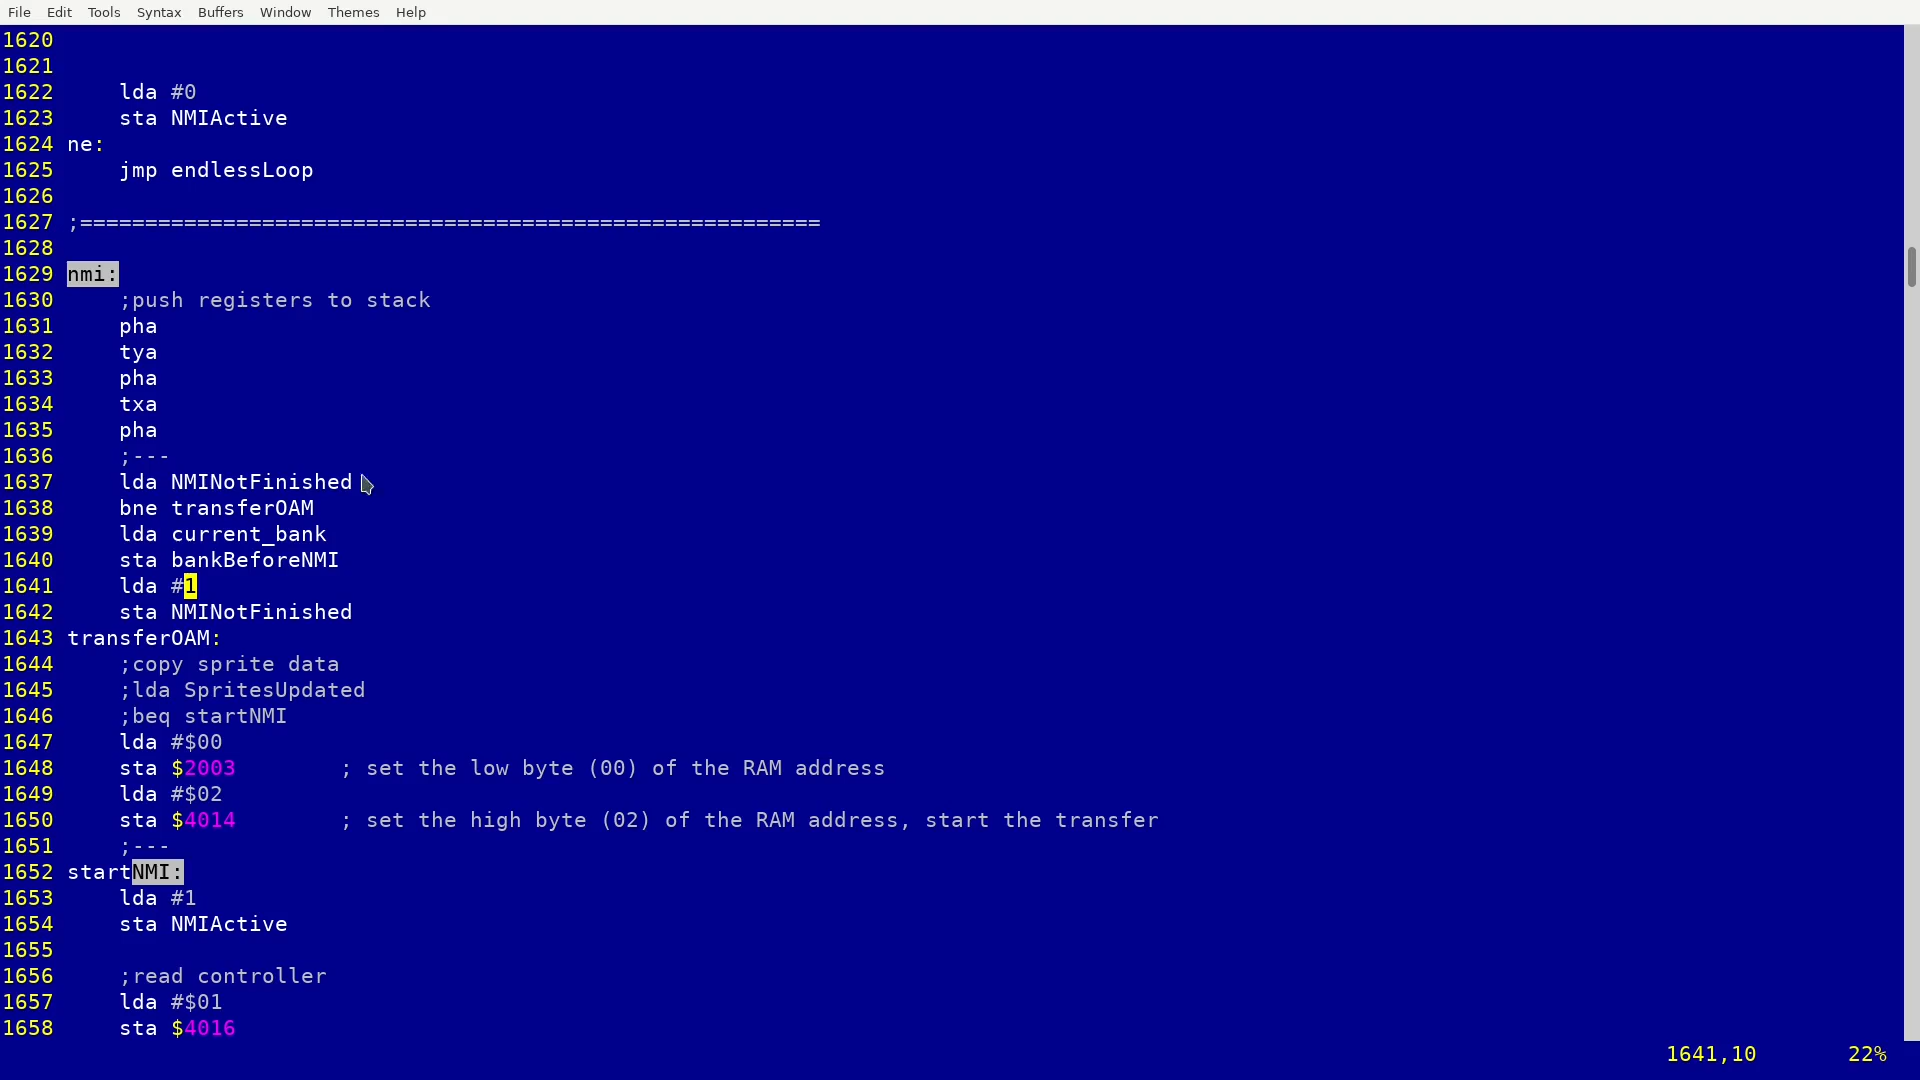 File Edit Tools Syntax Buffers Window Themes Help
1620
1621
1622 lda #0
1623 sta NMIActive
1624 ne:
1625 jmp endlessLoop
1626
1627 ;=========================================================
1628
1629 nmi:
1630 ;push registers to stack
1631 pha
1632 tya
1633 pha
1634 txa
1635 pha
1636 ;---
1637 lda NMINotFinished
1638 bne transferOAM
1639 lda current_bank
1640 sta bankBeforeNMI
1641 lda #1
1642 sta NMINotFinished
1643 transferOAM:
1644 ;copy sprite data
1645 ;lda SpritesUpdated
1646 ;beq startNMI
1647 lda #$00
1648 sta $2003 ; set the low byte (00) of the RAM address
1649 lda #$02
1650 sta $4014 ; set the high byte (02) of the RAM address, start the transfer
1651 ;---
1652 startNMI:
1653 lda #1
1654 sta NMIActive
1655
1656 ;read controller
1657 lda #$01
1658 sta $4016
1641,10 22%